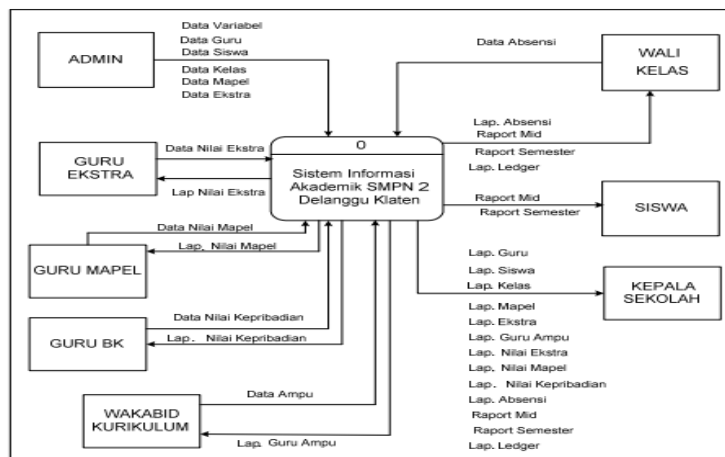 ADMIN
Data Variabel
Data Guru
Data Siswa
Data Kelas
Data Mapel
Data Ekstra
Data Absensi
WALI
KELAS
GURU
EKSTRA
Data Nilai Ekstra
Lap Nilai Ekstra
0
Sistem Informasi
Akademik SMPN 2
Delanggu Klaten
Lap. Absensi
Raport Mid
Raport Semester
Lap. Ledger
Raport Mid
Raport Semester
SISWA
GURU MAPEL
Data Nilai Mapel
Lap. Nilai Mapel
GURU BK
Data Nilai Kepribadian
Lap. Nilai Kepribadian
WAKABID
KURIKULUM
Data Ampu
Lap. Guru Ampu
Lap. Guru
Lap. Siswa
Lap. Kelas
Lap. Mapel
Lap. Ekstra
Lap. Guru Ampu
Lap. Nilai Ekstra
Lap. Nilai Mapel
Lap. Nilai Kepribadian
Lap. Absensi
Raport Mid
Raport Semester
Lap. Ledger
KEPALA
SEKOLAH